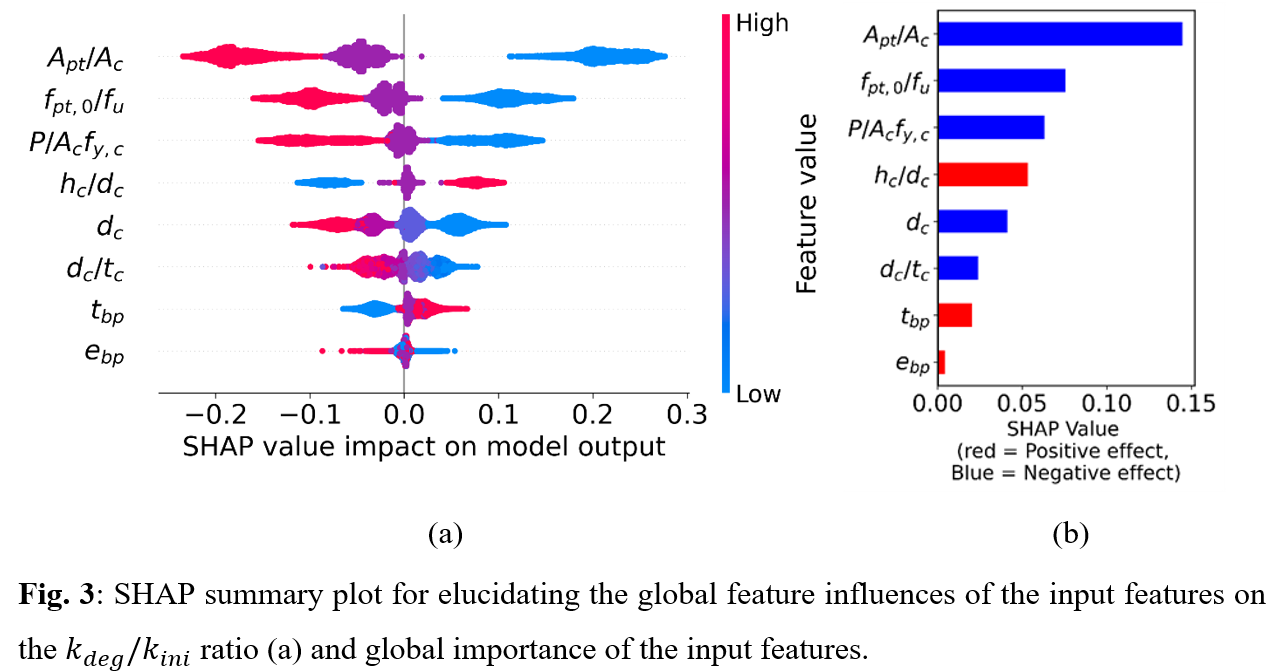 A_pt/A_c
f_pt,0/f_u
P/A_c f_y,c
h_c/d_c
d_c
d_c/t_c
t_bp
e_bp
−0.2 −0.1 0.0 0.1 0.2 0.3
SHAP value impact on model output
High
Low
Feature value
A_pt/A_c
f_pt,0/f_u
P/A_c f_y,c
h_c/d_c
d_c
d_c/t_c
t_bp
e_bp
0.00 0.05 0.10 0.15
SHAP Value
(red = Positive effect,
Blue = Negative effect)
(a)
(b)
Fig. 3: SHAP summary plot for elucidating the global feature influences of the input features on
the k_deg/k_ini ratio (a) and global importance of the input features.